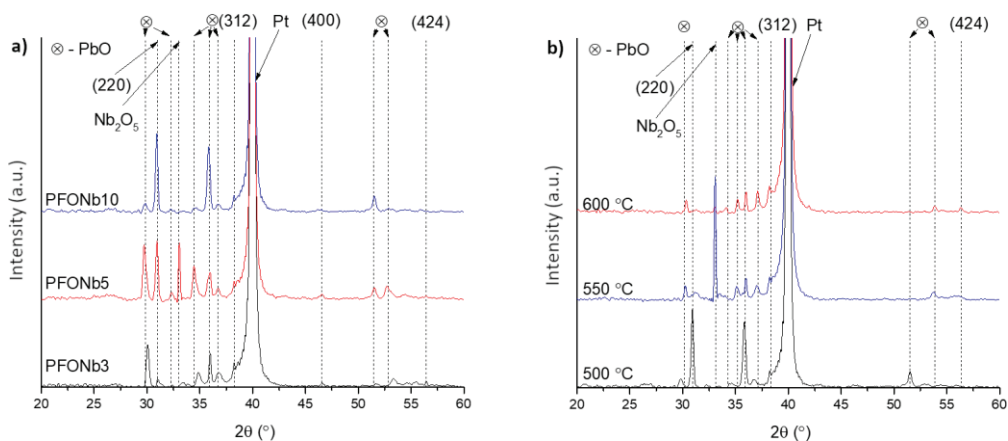 a)
⊗ ⊗ (312) Pt (400) ⊗
⊗ - PbO
(220)
Nb₂O₅
PFONb10
PFONb5
PFONb3
Intensity (a.u.)
20 25 30 35 40 45 50 55 60
2θ (°)
b)
⊗ ⊗ (312) Pt ⊗ (424)
⊗ - PbO
(220)
Nb₂O₅
600 °C
550 °C
500 °C
Intensity (a.u.)
20 25 30 35 40 45 50 55 60
2θ (°)
(424)